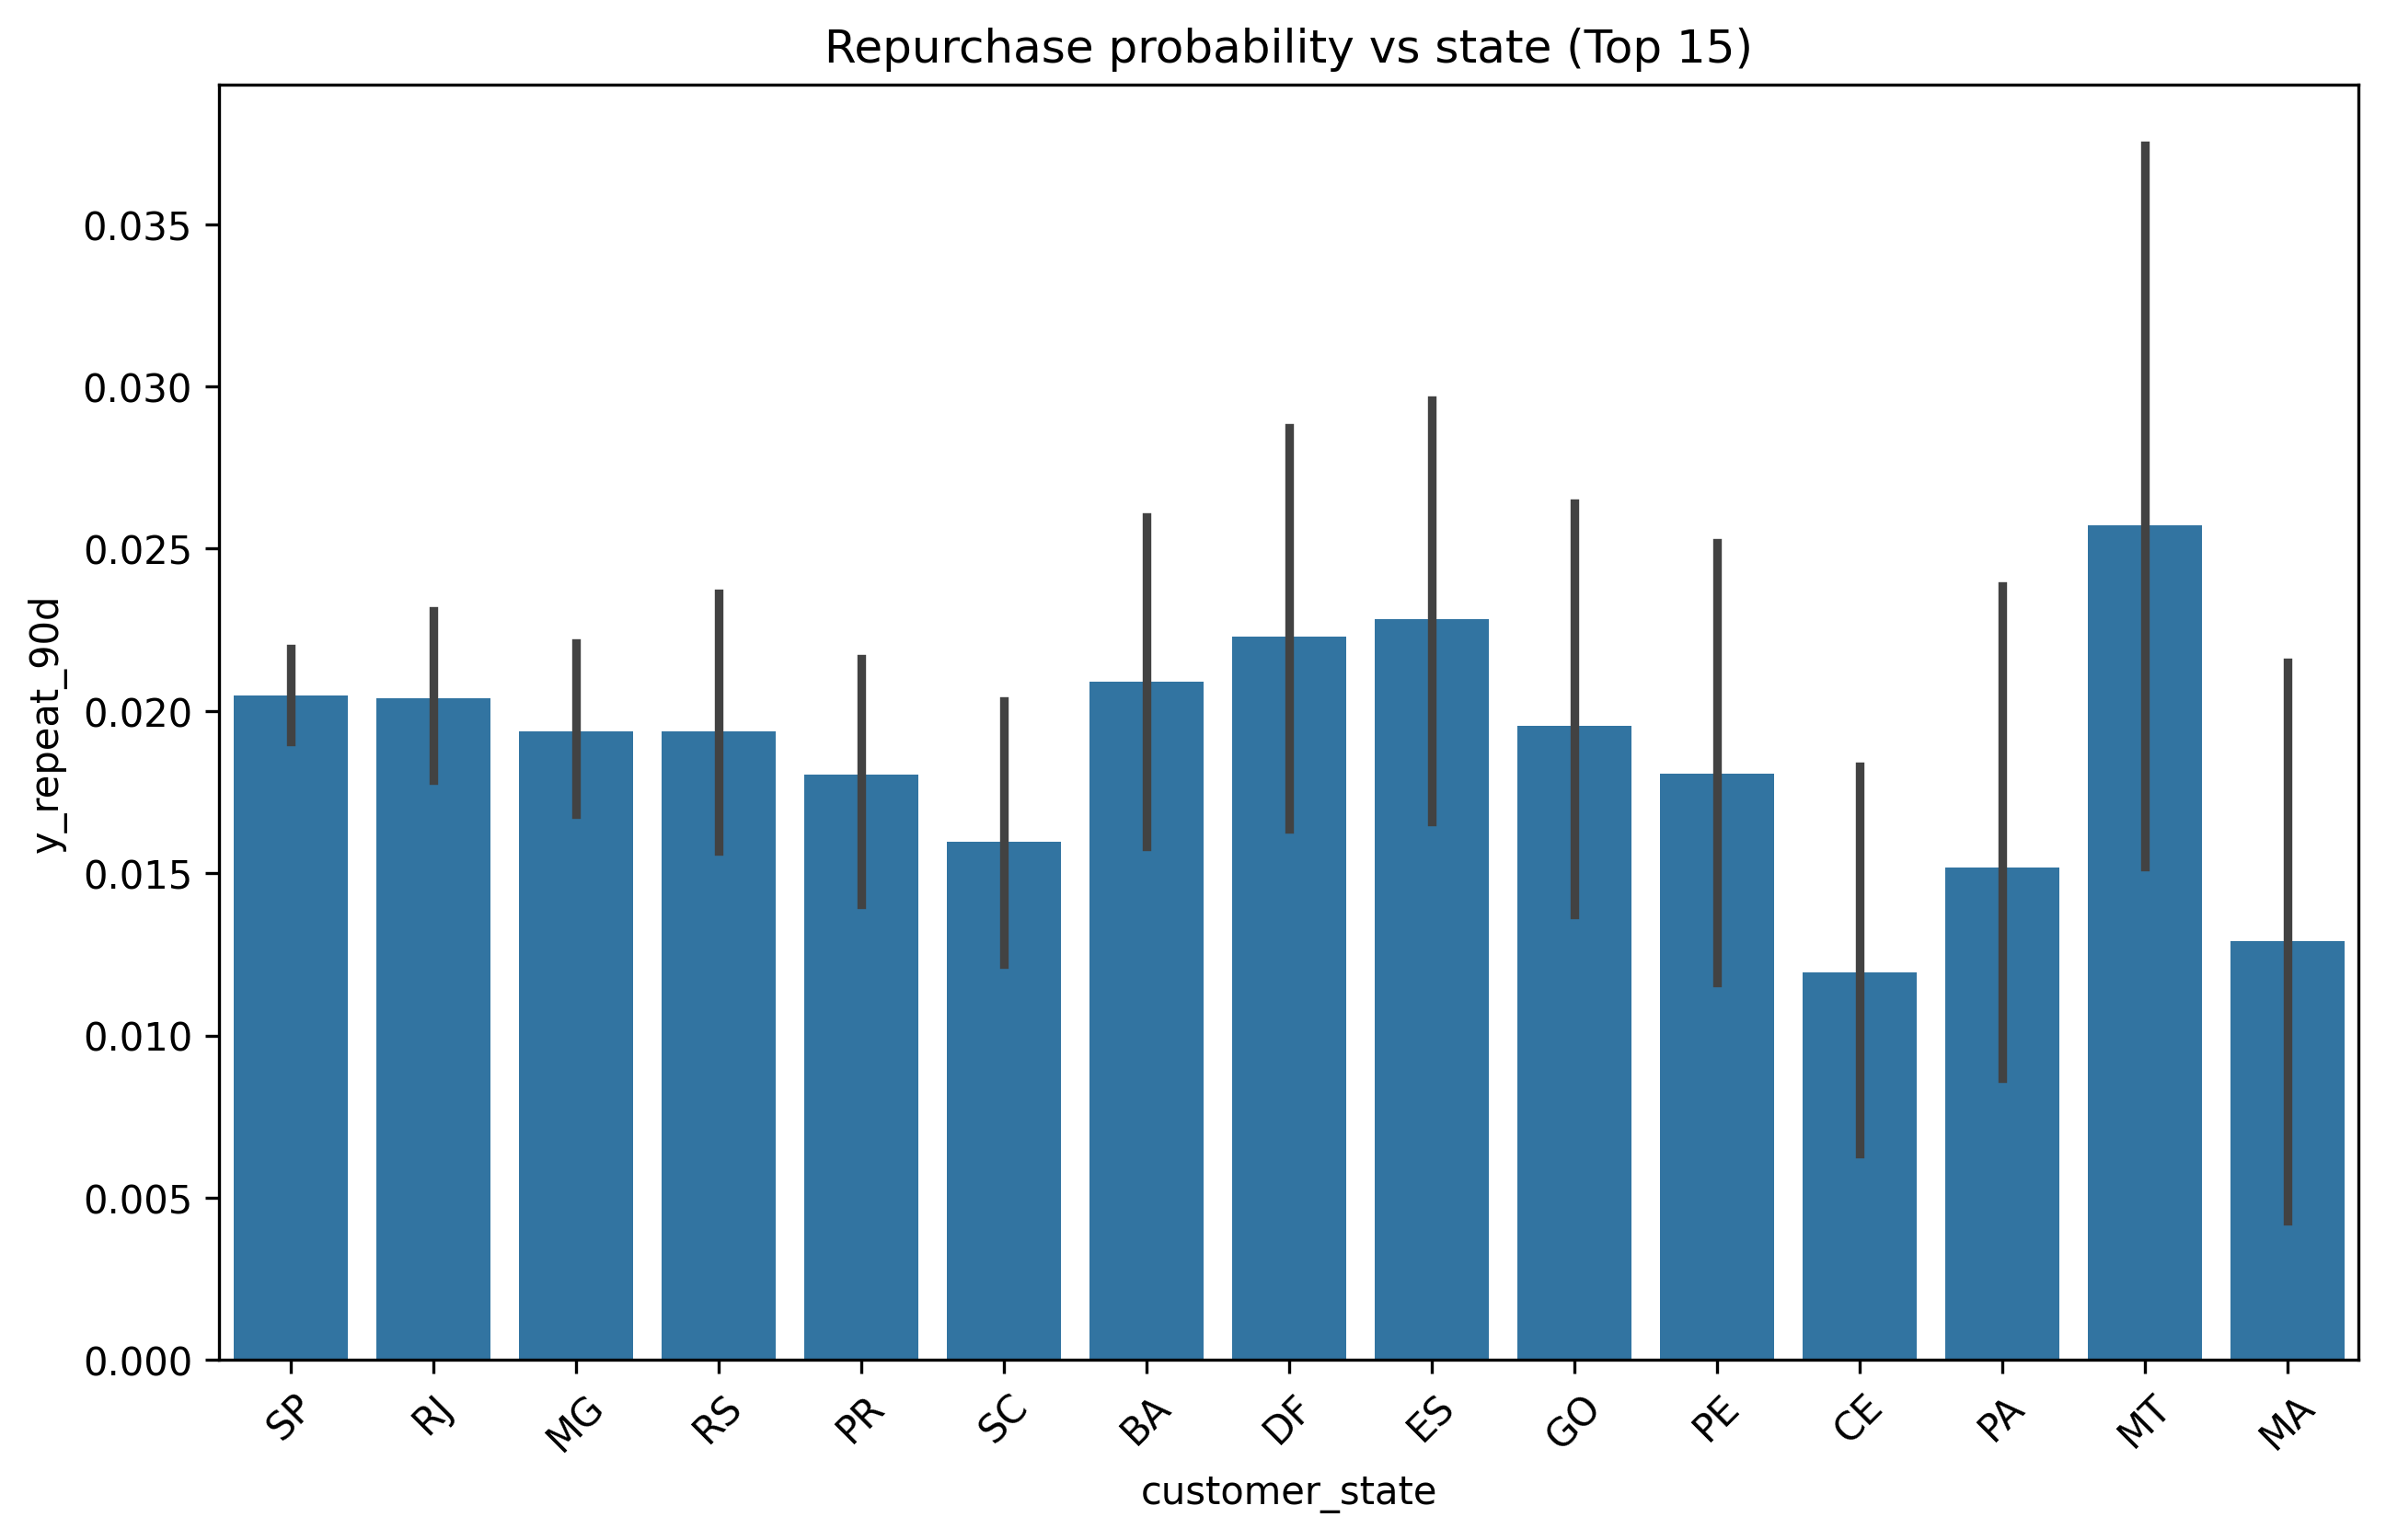 Repurchase probability vs state (Top 15)
y_repeat_90d
0.035
0.030
0.025
0.020
0.015
0.010
0.005
0.000
SP RJ MG RS PR SC BA DF ES GO PE CE PA MT MA
customer_state